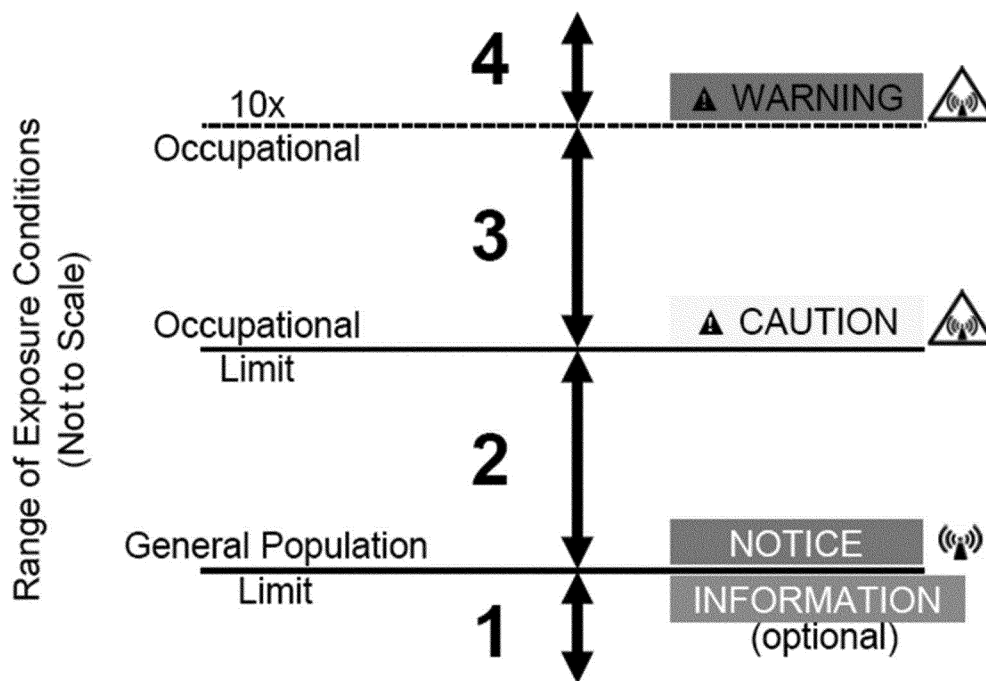 Range of Exposure Conditions
(Not to Scale)
4
10x
WARNING
Occupational
3
Occupational
CAUTION
Limit
2
General Population
NOTICE
Limit
INFORMATION
1
(optional)